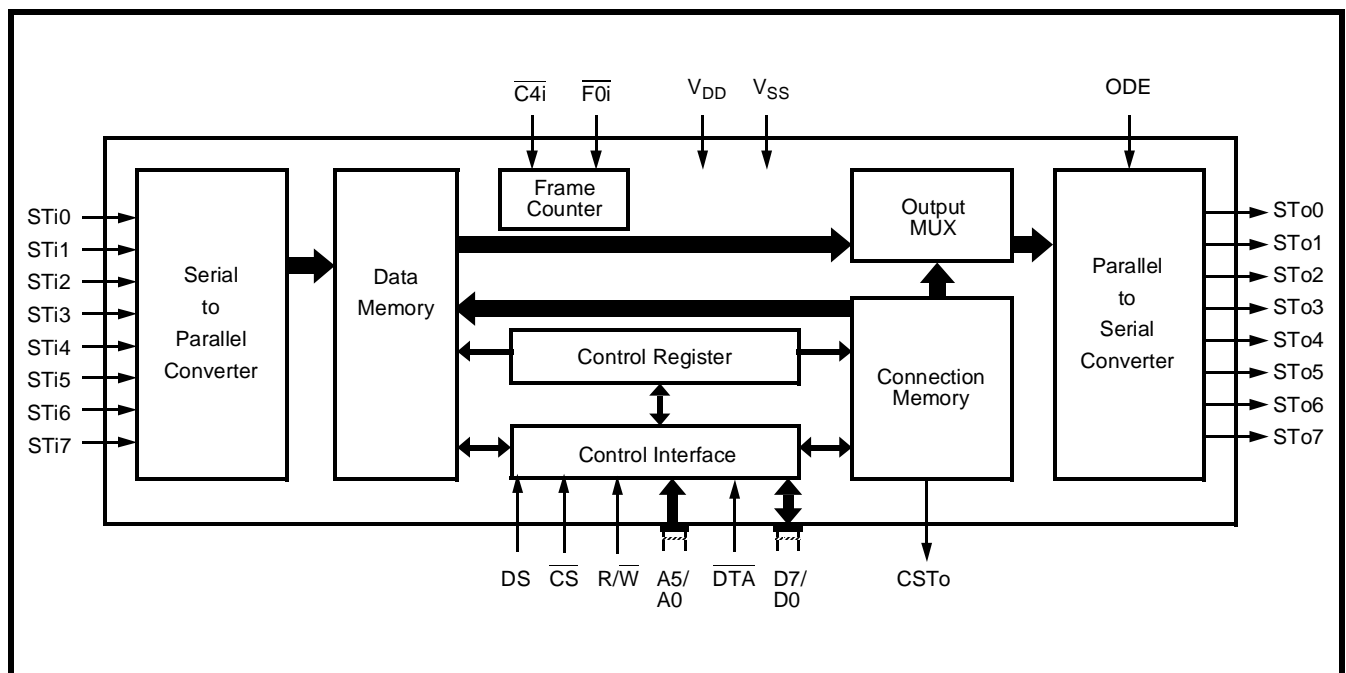 C4i
F0i
VDD
VSS
ODE
Frame
Counter
Output
MUX
STi0
STi1
STi2
STi3
STi4
STi5
STi6
STi7
Serial
to
Parallel
Converter
Data
Memory
Control Register
Control Interface
Connection
Memory
Parallel
to
Serial
Converter
STo0
STo1
STo2
STo3
STo4
STo5
STo6
STo7
DS
CS
R/W
A5/
A0
DTA
D7/
D0
CSTo